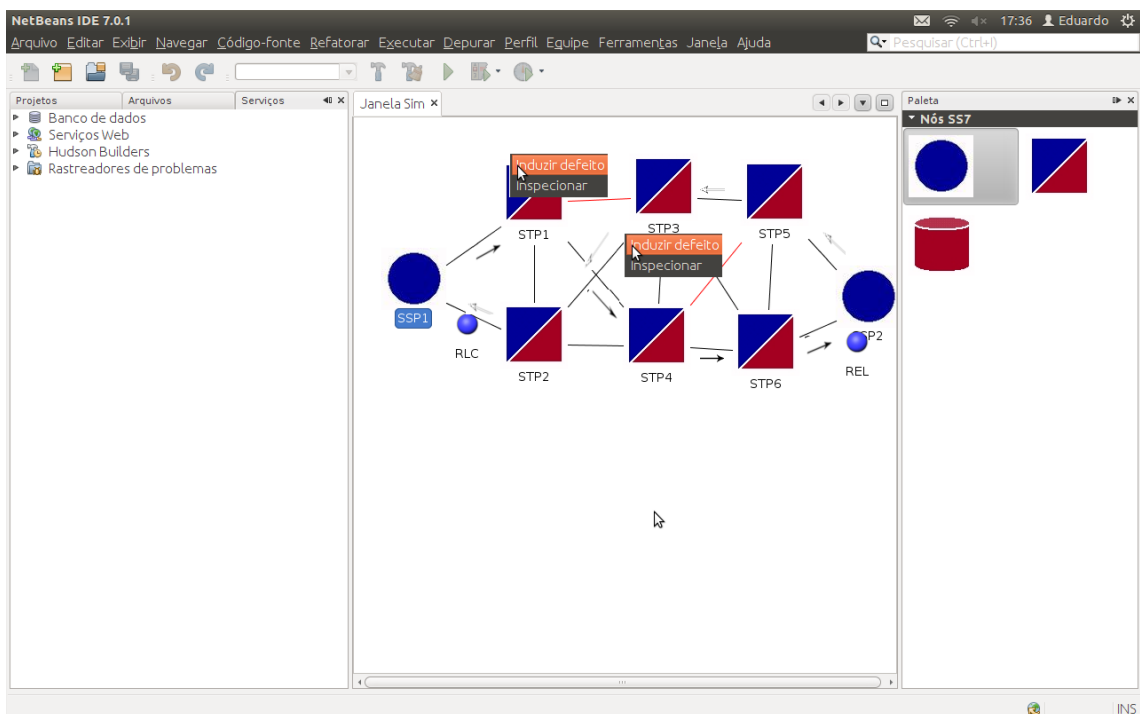 NetBeans IDE 7.0.1
17:36 Eduardo
Arquivo Editar Exibir Navegar Código-fonte Refatorar Executar Depurar Perfil Equipe Ferramentas Janela Ajuda
Pesquisar (Ctrl+I)
Projetos Arquivos Serviços
Janela Sim
Paleta
Banco de dados
Serviços Web
Hudson Builders
Rastreadores de problemas
Nós SS7
Induzir defeito
Inspecionar
STP1
STP3
STP5
Induzir defeito
Inspecionar
SSP1
RLC
SSP2
REL
STP2
STP4
STP6
INS